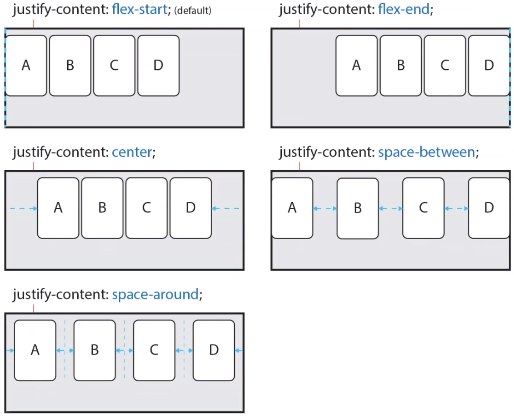 justify-content: flex-start; (default)
A B C D
justify-content: flex-end;
A B C D
justify-content: center;
A B C D
justify-content: space-between;
A B C D
justify-content: space-around;
A B C D